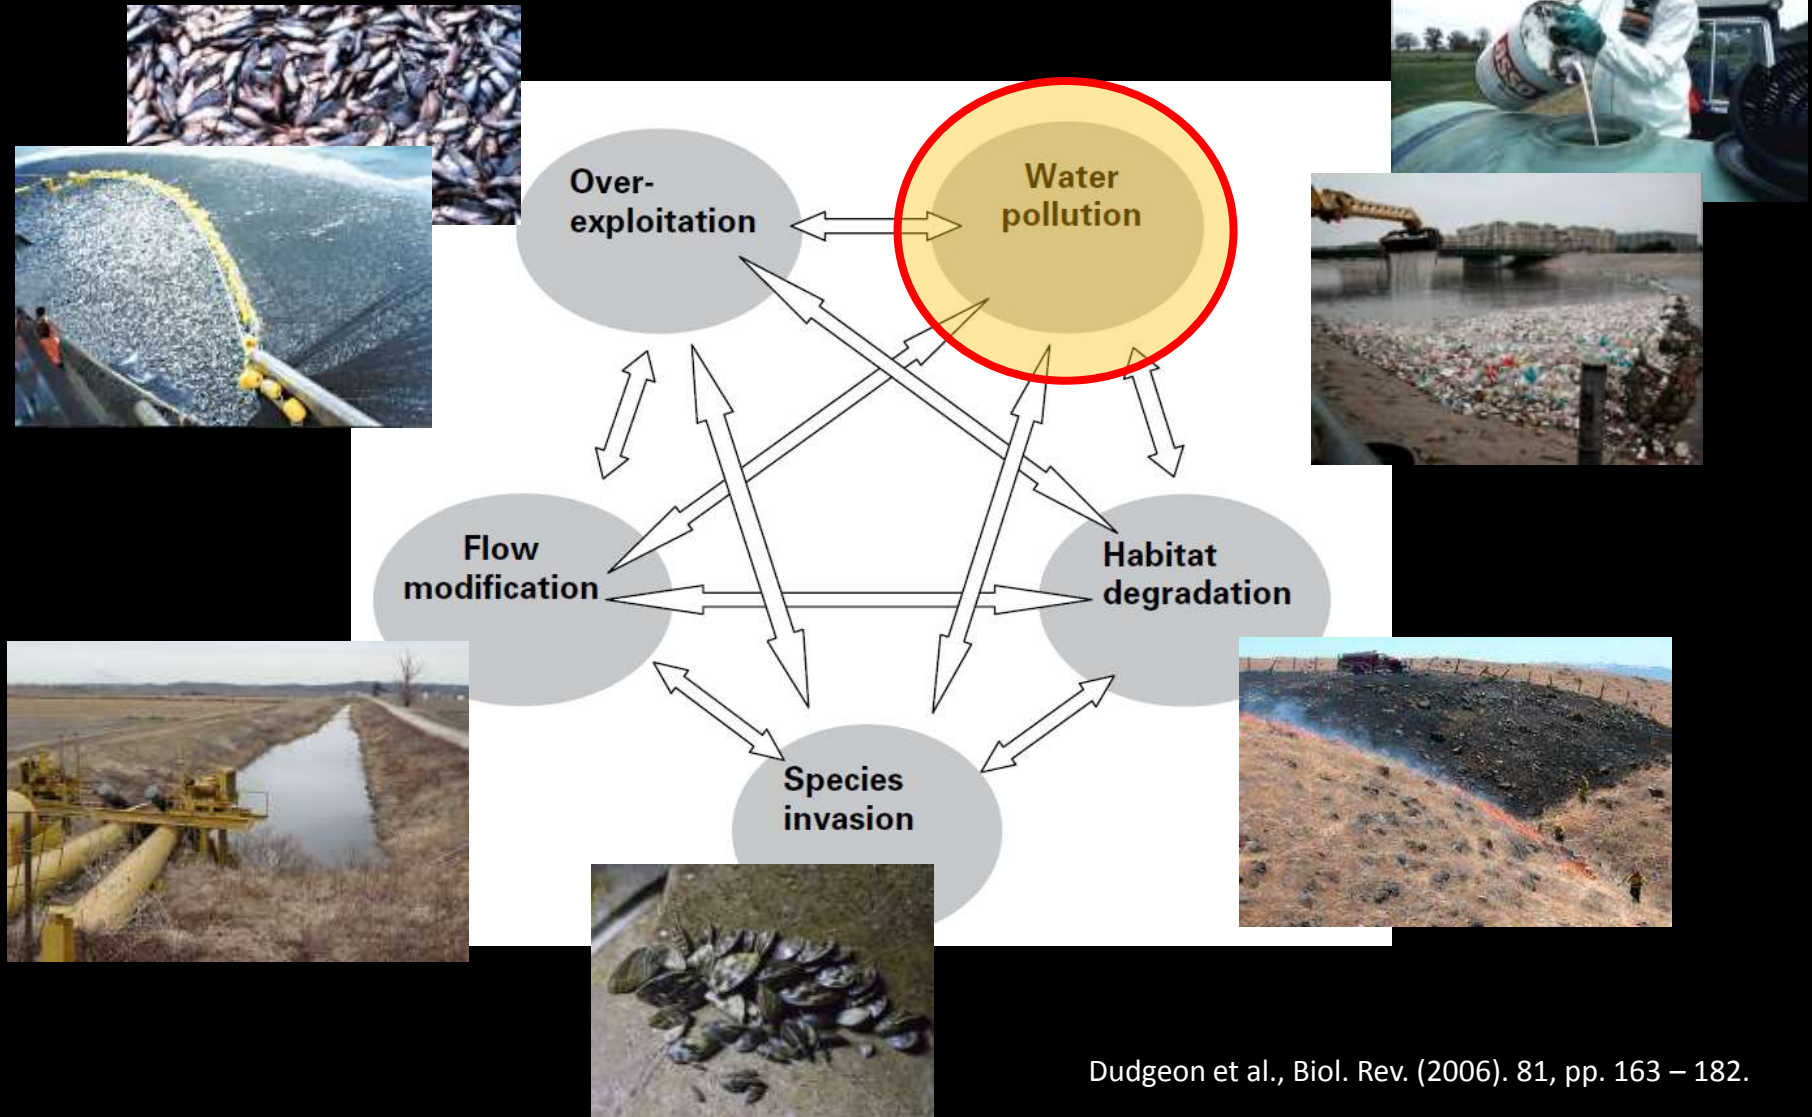 Over-
exploitation
Water
pollution
Flow
modification
Habitat
degradation
Species
invasion
Dudgeon et al., Biol. Rev. (2006). 81, pp. 163 – 182.